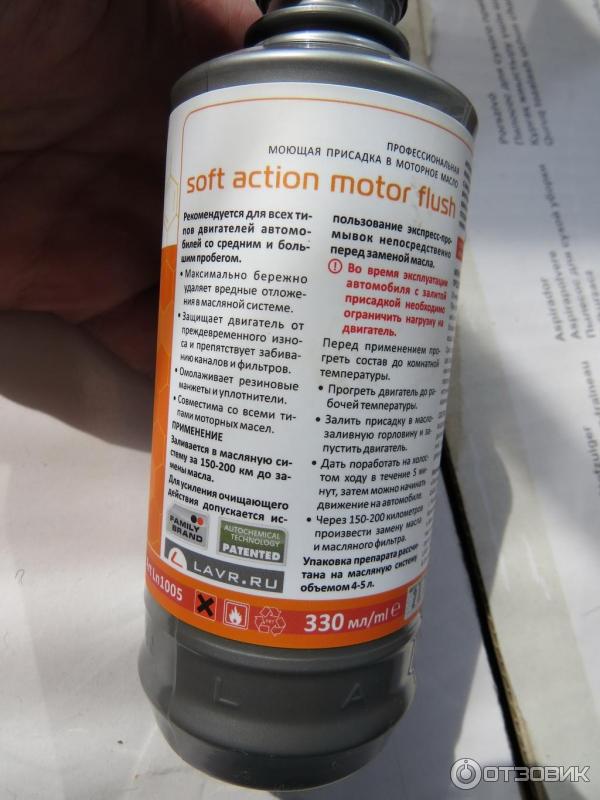 ПРОФЕССИОНАЛЬНАЯ
МОЮЩАЯ ПРИСАДКА В МОТОРНОЕ МАСЛО
soft action motor flush
Рекомендуется для всех ти-
пов двигателей автомо-
билей со средним и боль-
шим пробегом.
• Максимально бережно
удаляет вредные отложе-
ния в масляной системе.
• Защищает двигатель от
преждевременного изно-
са и препятствует забива-
нию каналов и фильтров.
• Омолаживает резиновые
манжеты и уплотнители.
• Совместима со всеми ти-
пами моторных масел.
ПРИМЕНЕНИЕ
Заливается в масляную си-
стему за 150-200 км до за-
мены масла.
Для усиления очищающего
действия допускается ис-
пользование экспресс-про-
мывок непосредственно
перед заменой масла.
Во время эксплуатации
автомобиля с залитой
присадкой необходимо
ограничить нагрузку на
двигатель.
Перед применением про-
греть состав до комнатной
температуры.
• Прогреть двигатель до ра-
бочей температуры.
• Залить присадку в масло-
заливную горловину и за-
пустить двигатель.
• Дать поработать на холос-
том ходу в течение 5 ми-
нут, затем можно начинать
движение на автомобиле.
• Через 150-200 километров
произвести замену масла
и масляного фильтра.
Упаковка препарата рассчи-
тана на масляную систему
объемом 4-5 л.
FAMILY
BRAND
AUTOCHEMICAL
TECHNOLOGY
PATENTED
LAVR.RU
Ln1005
330 мл/ml e
L A
Aspirador
Aspirapolvere
ОТЗОВИК